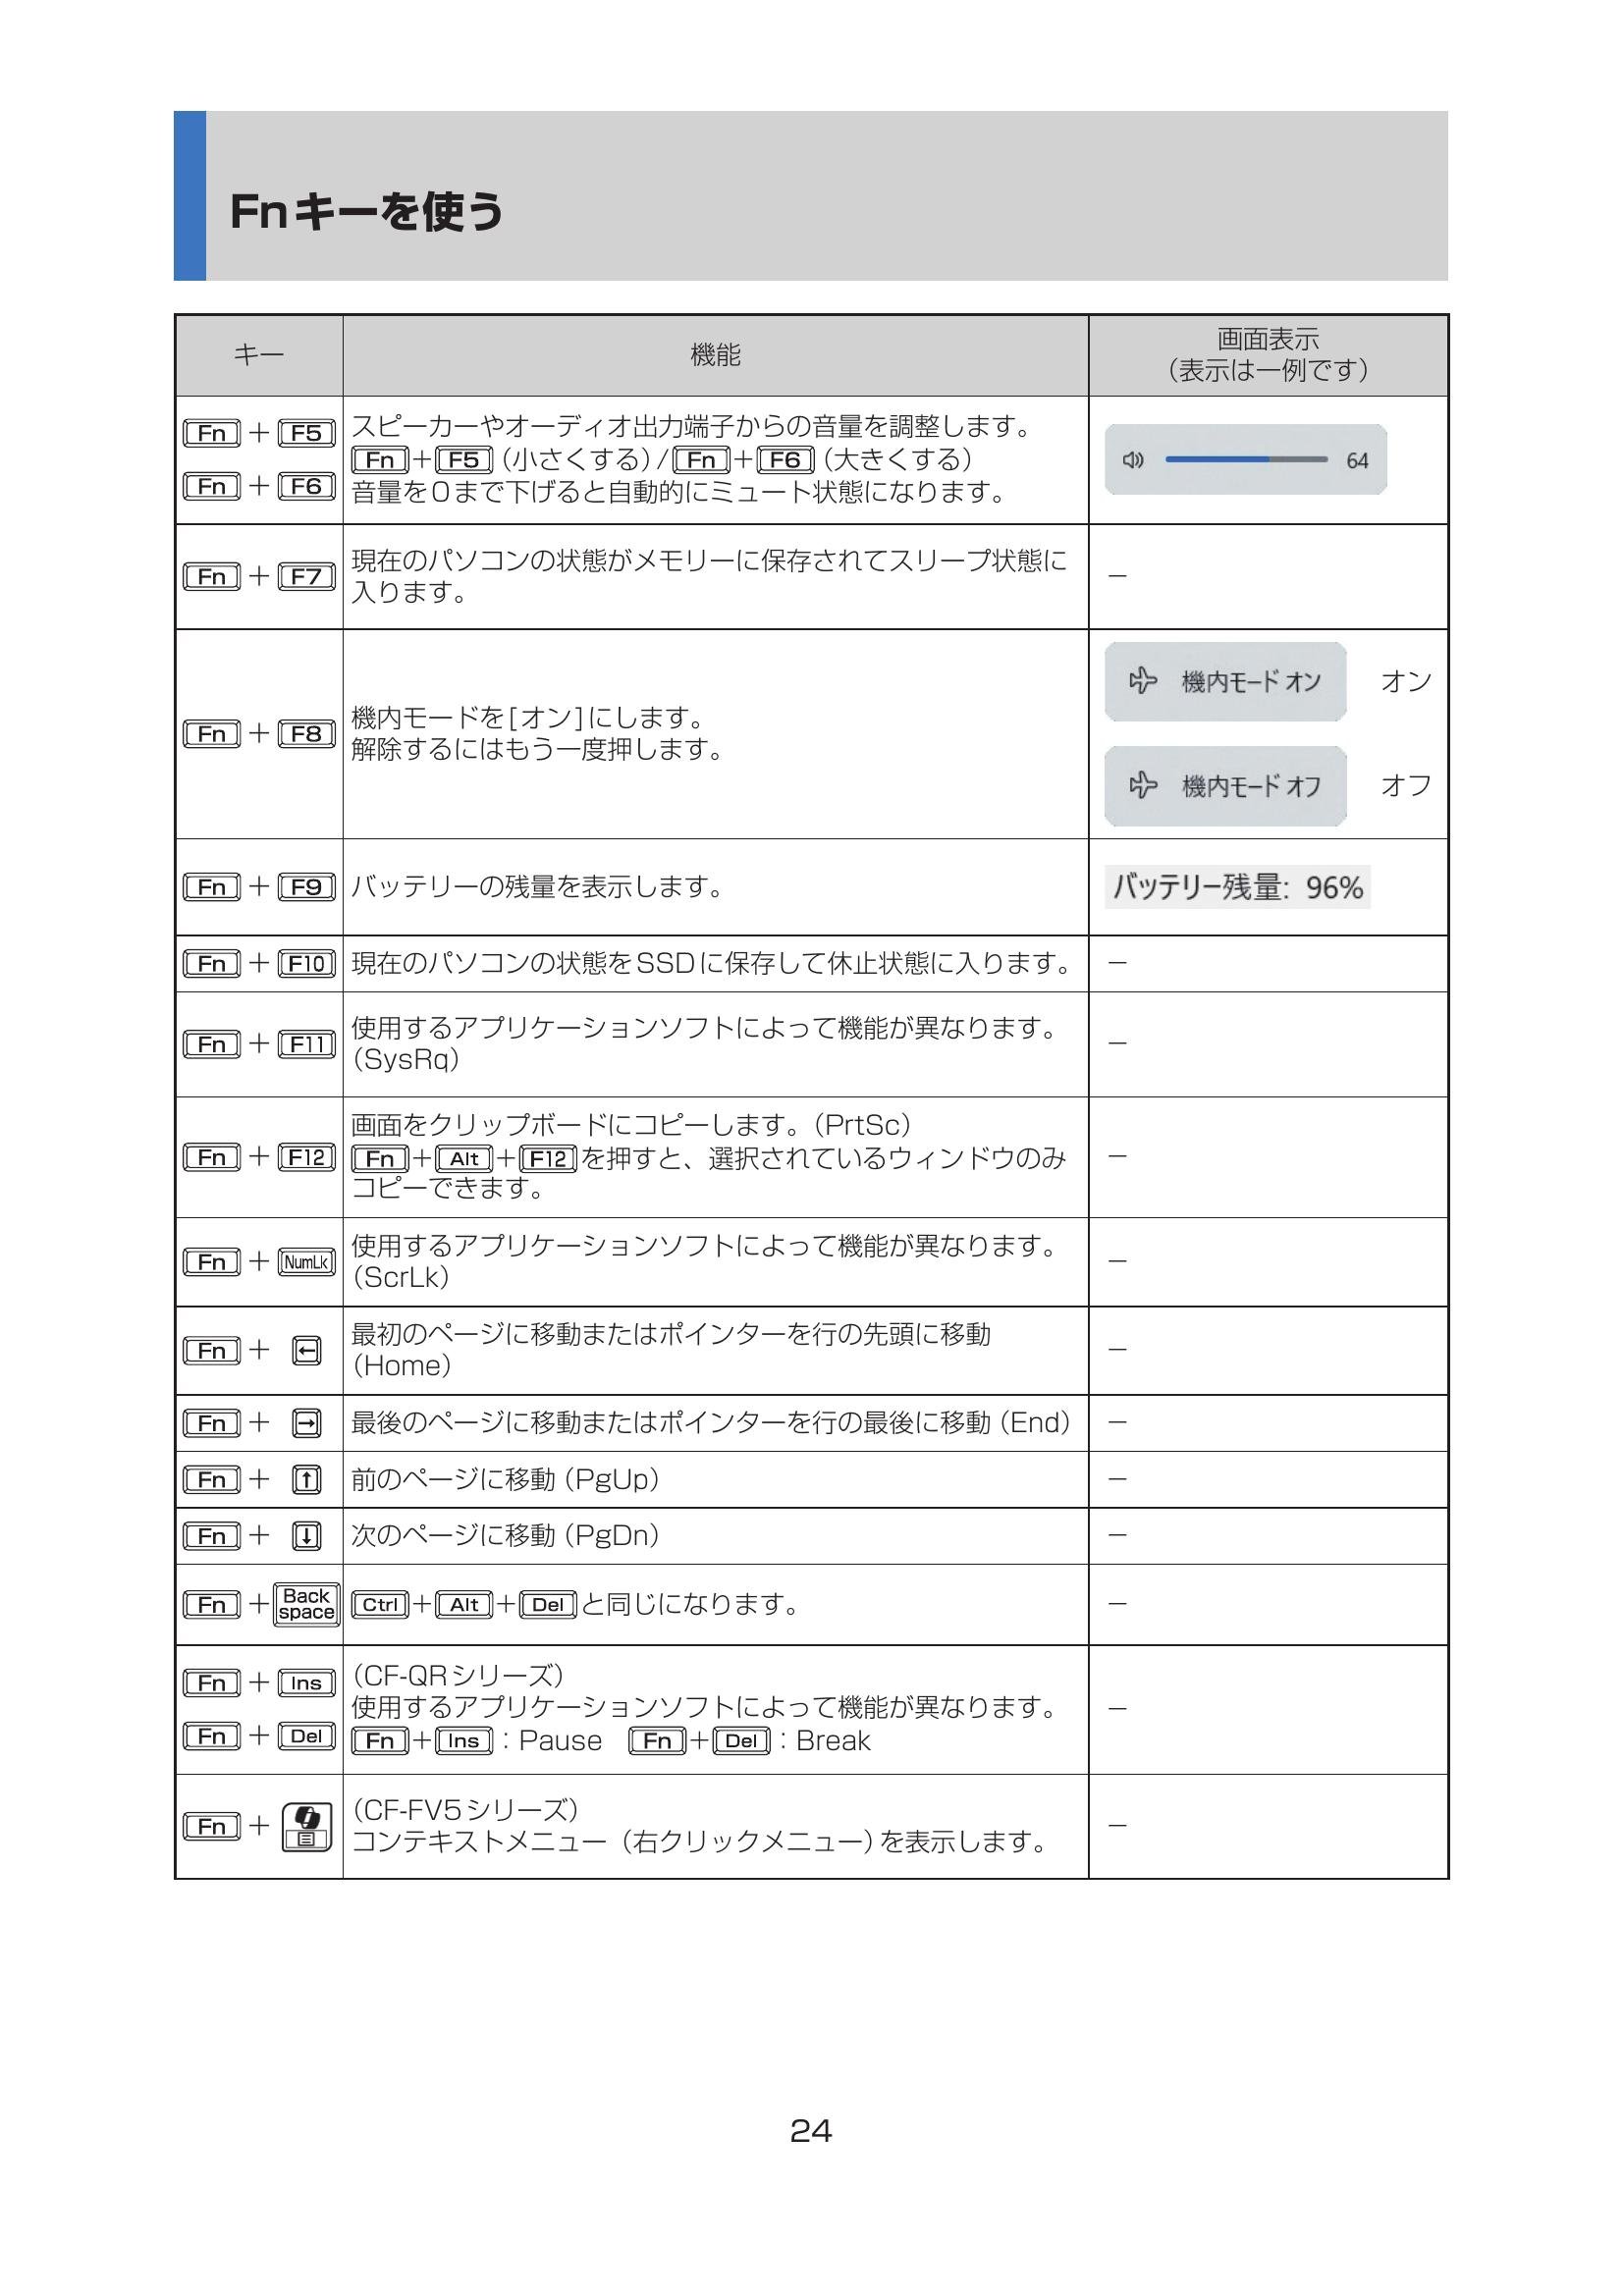 Fnキーを使う
キー
機能
画面表示
（表示は一例です）
Fn＋F5
Fn＋F6
スピーカーやオーディオ出力端子からの音量を調整します。
Fn＋F5（小さくする）/Fn＋F6（大きくする）
音量を0まで下げると自動的にミュート状態になります。
64
Fn＋F7
現在のパソコンの状態がメモリーに保存されてスリープ状態に
入ります。
－
Fn＋F8
機内モードを[オン]にします。
解除するにはもう一度押します。
機内モード オン　オン
機内モード オフ　オフ
Fn＋F9
バッテリーの残量を表示します。
バッテリー残量: 96%
Fn＋F10
現在のパソコンの状態をSSDに保存して休止状態に入ります。
－
Fn＋F11
使用するアプリケーションソフトによって機能が異なります。
（SysRq）
－
Fn＋F12
画面をクリップボードにコピーします。（PrtSc）
Fn＋Alt＋F12を押すと、選択されているウィンドウのみ
コピーできます。
－
Fn＋NumLk
使用するアプリケーションソフトによって機能が異なります。
（ScrLk）
－
Fn＋←
最初のページに移動またはポインターを行の先頭に移動
（Home）
－
Fn＋→
最後のページに移動またはポインターを行の最後に移動（End）
－
Fn＋↑
前のページに移動（PgUp）
－
Fn＋↓
次のページに移動（PgDn）
－
Fn＋Back space
Ctrl＋Alt＋Delと同じになります。
－
Fn＋Ins
Fn＋Del
（CF-QRシリーズ）
使用するアプリケーションソフトによって機能が異なります。
Fn＋Ins：Pause　Fn＋Del：Break
－
Fn＋
（CF-FV5シリーズ）
コンテキストメニュー（右クリックメニュー）を表示します。
－
24